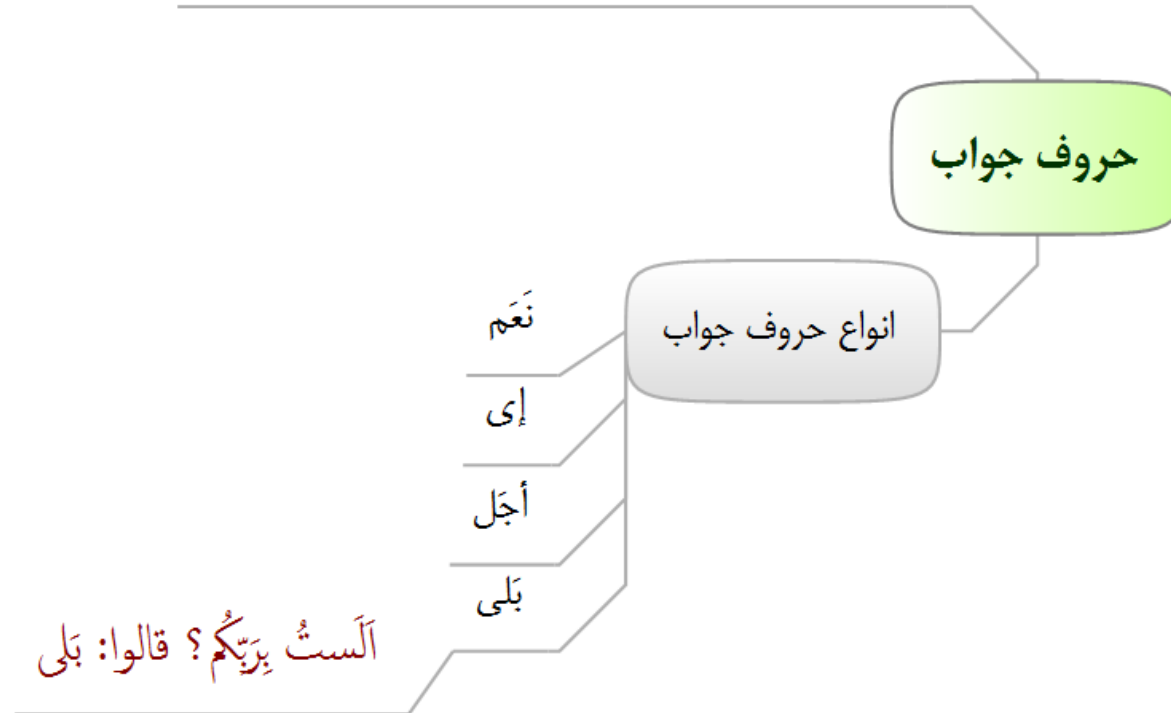 حروف جواب
انواع حروف جواب
نَعَم
إی
أجَل
بَلی
اَلَستُ بِرَبِّکُم؟ قالوا: بَلی